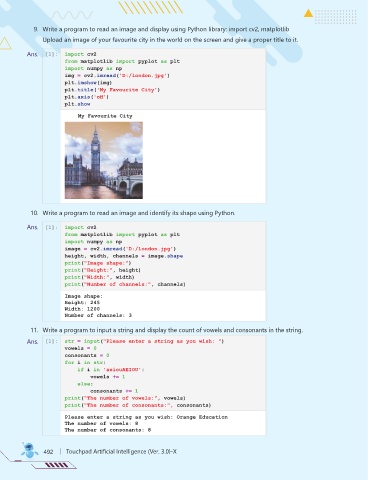 9. Write a program to read an image and display using Python library: import cv2, matplotlib
Upload an image of your favourite city in the world on the screen and give a proper title to it.
Ans. [1]: import cv2
from matplotlib import pyplot as plt
import numpy as np
img = cv2.imread('D:/london.jpg')
plt.imshow(img)
plt.title('My Favourite City')
plt.axis('off')
plt.show
My Favourite City
10. Write a program to read an image and identify its shape using Python.
Ans. [1]: import cv2
from matplotlib import pyplot as plt
import numpy as np
image = cv2.imread('D:/london.jpg')
height, width, channels = image.shape
print("Image shape:")
print("Height:", height)
print("Width:", width)
print("Number of channels:", channels)
Image shape:
Height: 245
Width: 1200
Number of channels: 3
11. Write a program to input a string and display the count of vowels and consonants in the string.
Ans. [1]: str = input("Please enter a string as you wish: ")
vowels = 0
consonants = 0
for i in str:
if i in 'aeiouAEIOU':
vowels += 1
else:
consonants += 1
print("The number of vowels:", vowels)
print("The number of consonants:", consonants)
Please enter a string as you wish: Orange Education
The number of vowels: 8
The number of consonants: 8
492 | Touchpad Artificial Intelligence (Ver. 3.0)-X